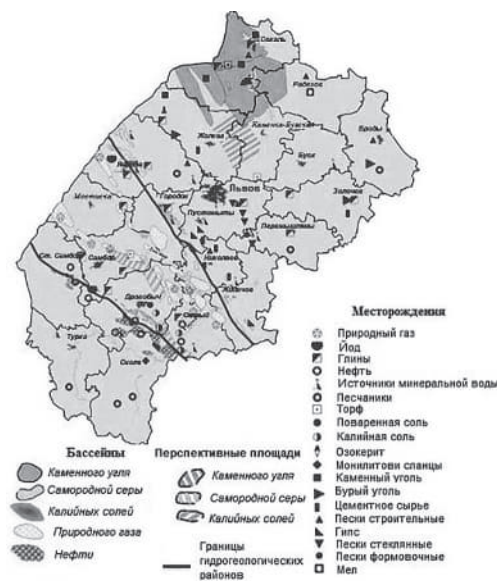 Сокаль
Радехов
Каменка-Бугская
Жолква
Броды
Буск
Яворов
Львов
Золочев
Мостиска
Городок
Пустомыты
Перемышляны
Ст. Самбор
Самбор
Николаев
Жидачов
Дрогобыч
Стрый
Турка
Сколе
Месторождения
Природный газ
Йод
Глины
Нефть
Источники минеральной воды
Песчаники
Торф
Поваренная соль
Калийная соль
Озокерит
Монилитови сланцы
Каменный уголь
Бурый уголь
Цементное сырье
Пески строительные
Гипс
Пески стеклянные
Пески формовочные
Мел
Бассейны
Каменного угля
Самородной серы
Калийных солей
Природного газа
Нефти
Перспективные площади
Каменного угля
Самородной серы
Калийных солей
Границы
гидрогеологических
районов